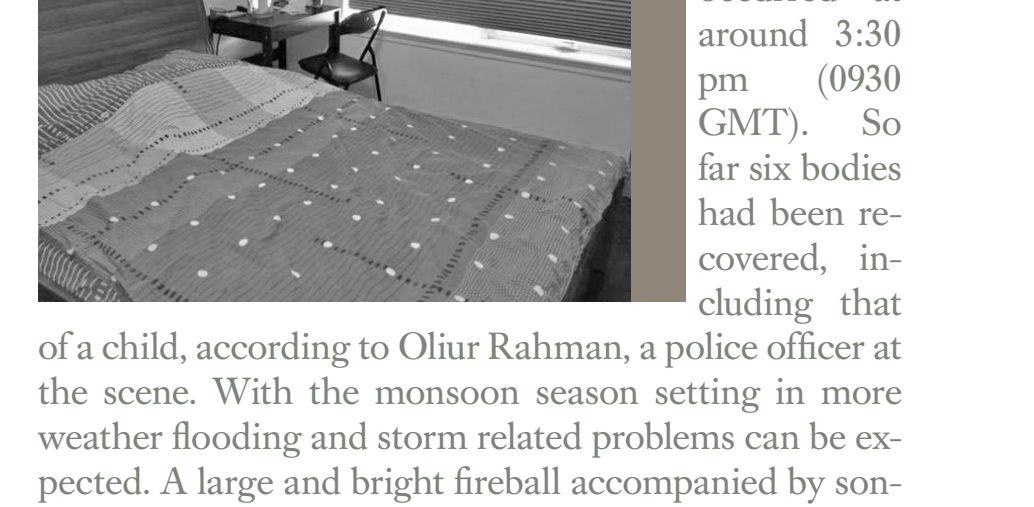 occurred at
around 3:30
pm (0930
GMT). So
far six bodies
had been re-
covered, in-
cluding that
of a child, according to Oliur Rahman, a police officer at
the scene. With the monsoon season setting in more
weather flooding and storm related problems can be ex-
pected. A large and bright fireball accompanied by son-